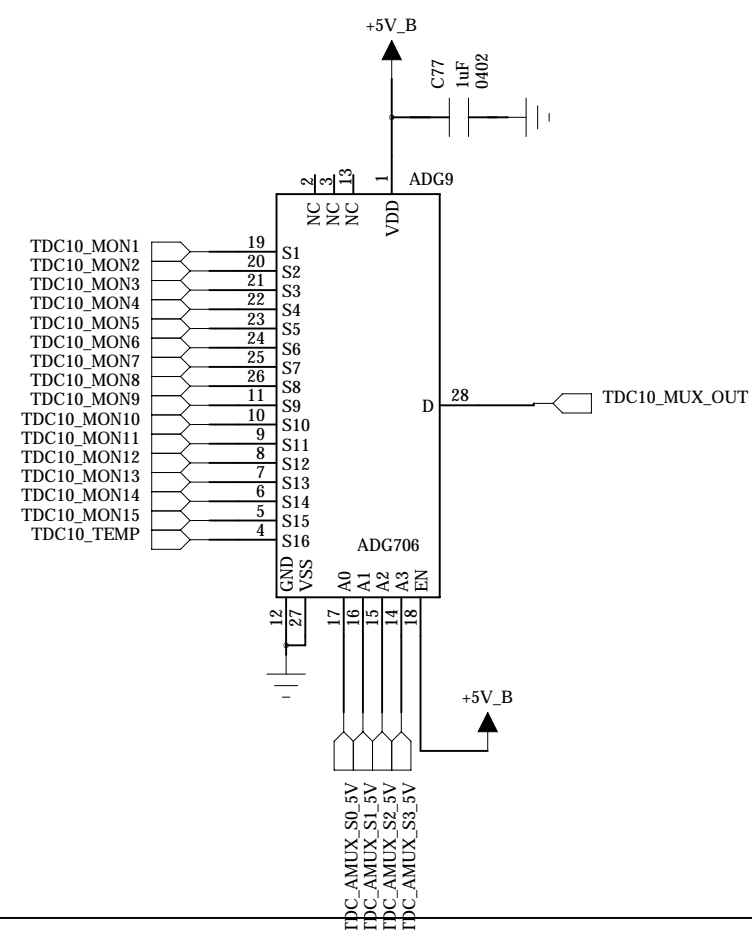 +5V_B
C77
1uF
0402
2
3
13
1
ADG9
NC
NC
NC
VDD
TDC10_MON1 19 S1
TDC10_MON2 20 S2
TDC10_MON3 21 S3
TDC10_MON4 22 S4
TDC10_MON5 23 S5
TDC10_MON6 24 S6
TDC10_MON7 25 S7
TDC10_MON8 26 S8
TDC10_MON9 11 S9
D 28 TDC10_MUX_OUT
TDC10_MON10 10 S10
TDC10_MON11 9 S11
TDC10_MON12 8 S12
TDC10_MON13 7 S13
TDC10_MON14 6 S14
TDC10_MON15 5 S15
TDC10_TEMP 4 S16
ADG706
GND
VSS
A0
A1
A2
A3
EN
12
27
17
16
15
14
18
+5V_B
TDC_AMUX_S0_5V
TDC_AMUX_S1_5V
TDC_AMUX_S2_5V
TDC_AMUX_S3_5V